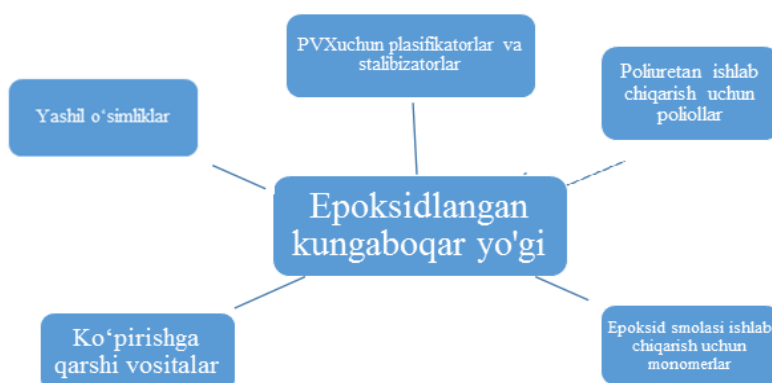 PVXuchun plasifikatorlar va
stalibizatorlar
Poliuretan ishlab
chiqarish uchun
poliollar
Yashil o‘simliklar
Epoksidlangan
kungaboqar yo'gi
Ko‘pirishga
qarshi vositalar
Epoksid smolasi ishlab
chiqarish uchun
monomerlar